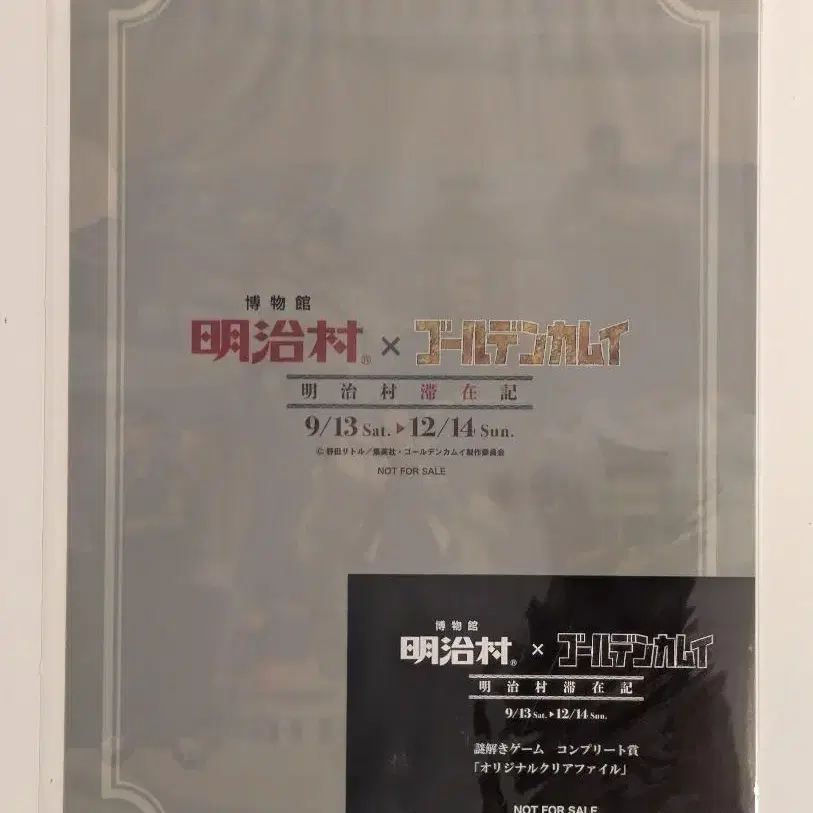 博物館
明治村® × ゴールデンカムイ
明治村滞在記
9/13 Sat. ▶ 12/14 Sun.
© 野田サトル／集英社・ゴールデンカムイ製作委員会
NOT FOR SALE
博物館
明治村® × ゴールデンカムイ
明治村滞在記
9/13 Sat. ▶ 12/14 Sun.
謎解きゲーム　コンプリート賞
「オリジナルクリアファイル」
NOT FOR SALE